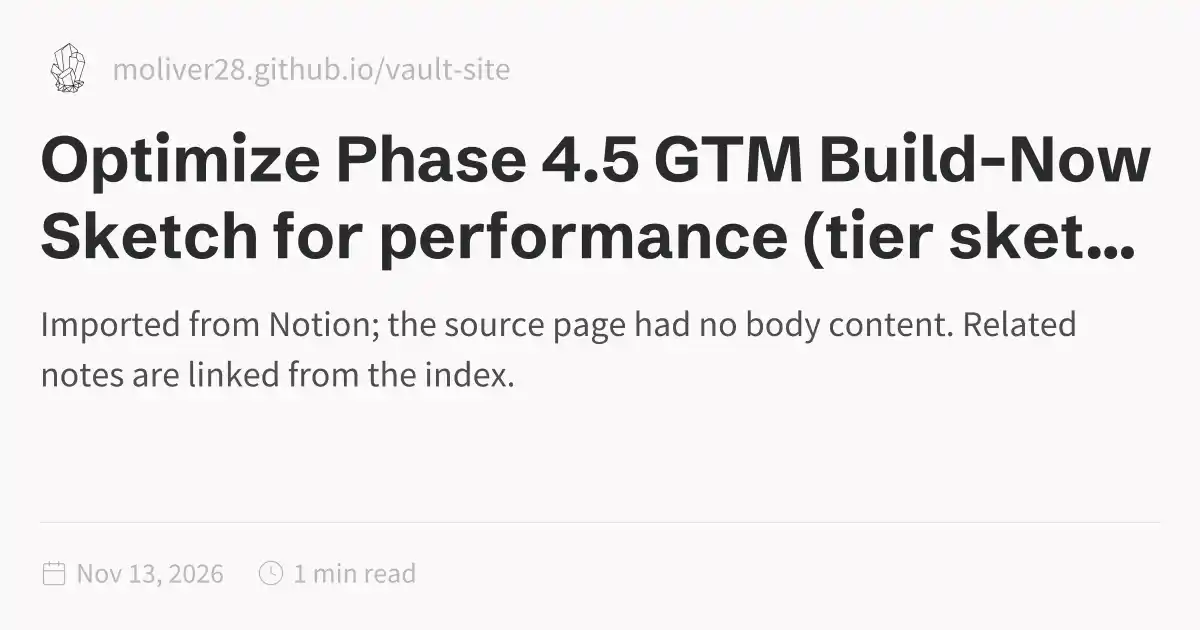 moliver28.github.io/vault-site
Optimize Phase 4.5 GTM Build-Now
Sketch for performance (tier sket...
Imported from Notion; the source page had no body content. Related
notes are linked from the index.
Nov 13, 2026 1 min read